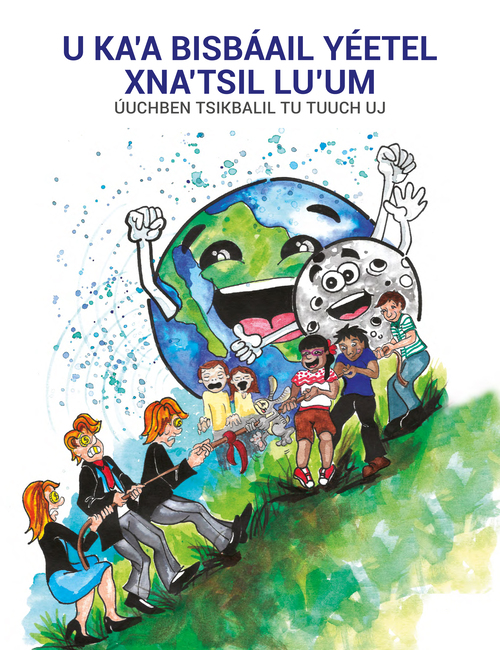 U KA'A BISBÁAIL YÉETEL
XNA'TSIL LU'UM
ÚUCHBEN TSIKBALIL TU TUUCH UJ